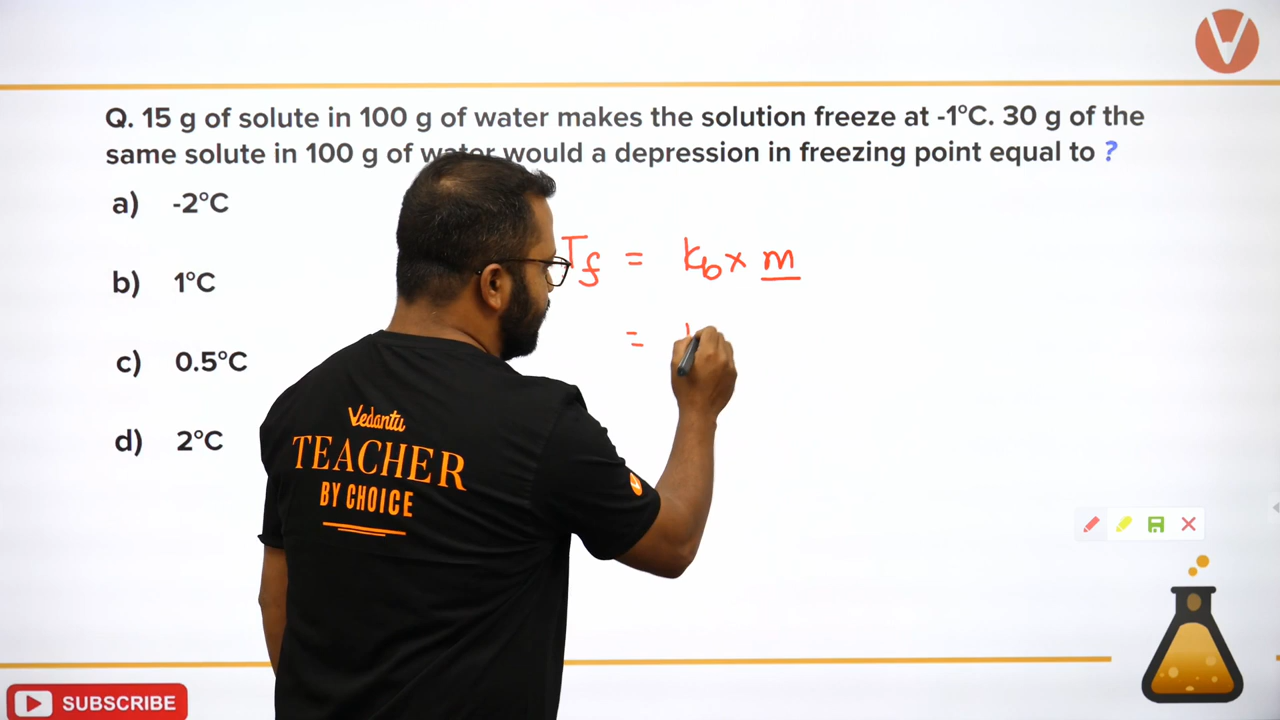 Q. 15 g of solute in 100 g of water makes the solution freeze at -1°C. 30 g of the
same solute in 100 g of water would a depression in freezing point equal to ?
a) -2°C
b) 1°C
c) 0.5°C
d) 2°C
Tf = kb × m
=
Vedantu
TEACHER
BY CHOICE
SUBSCRIBE